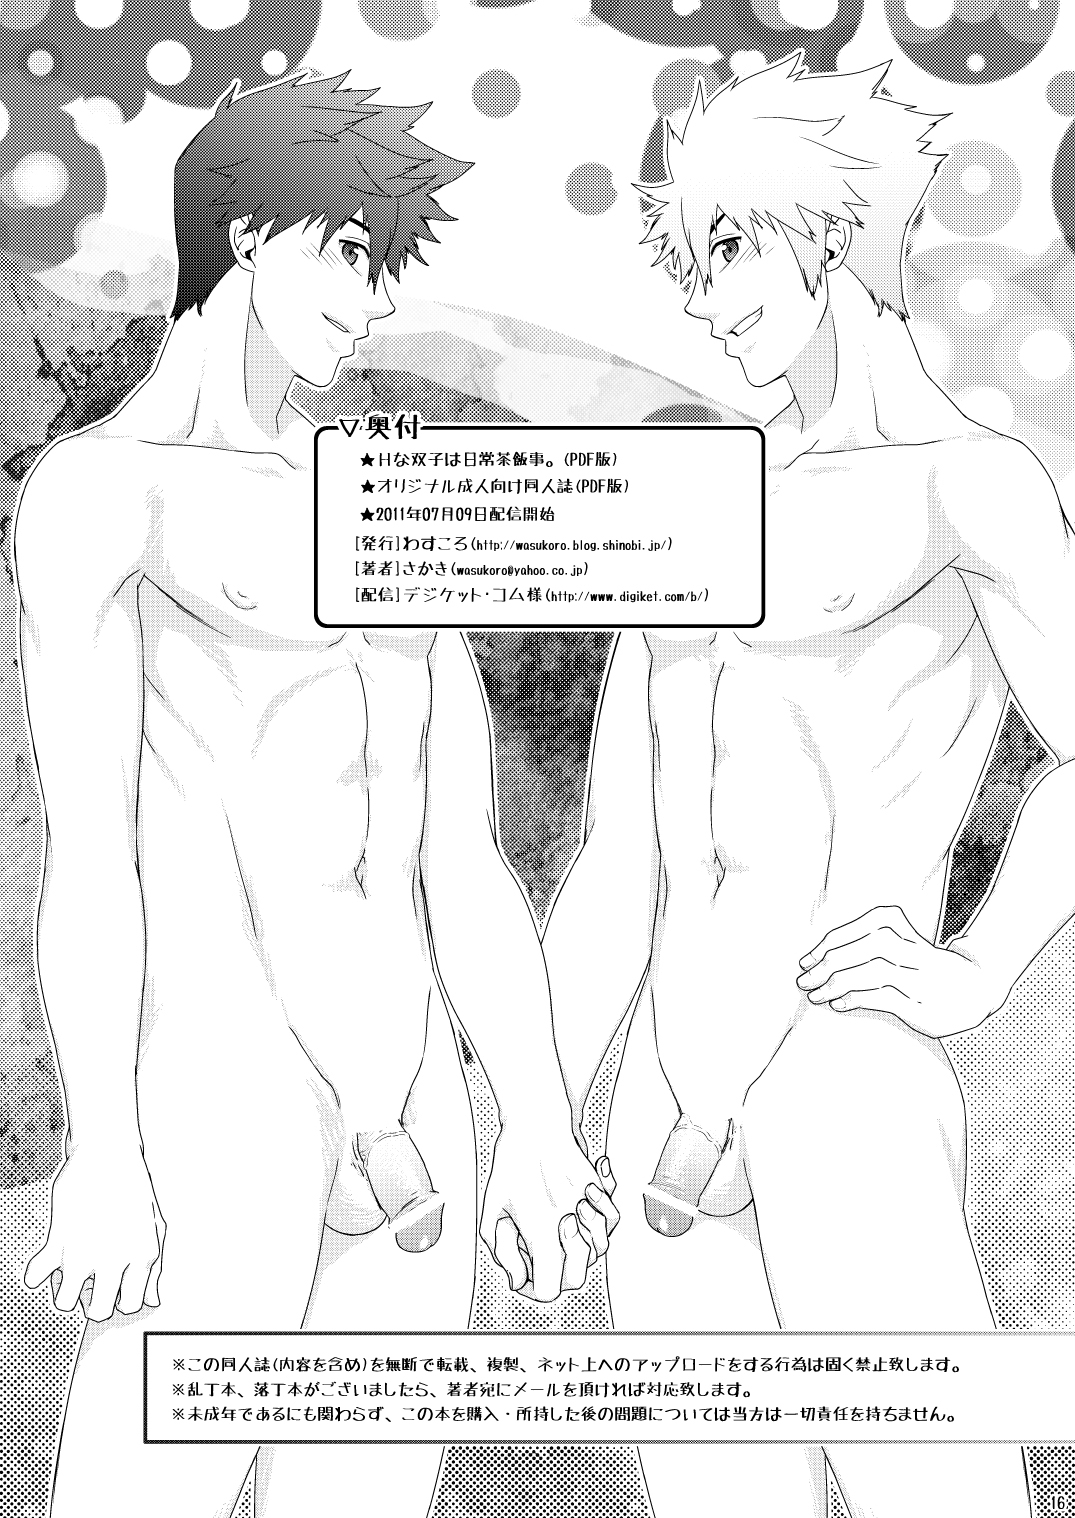 ▽奥付
★Hな双子は日常茶飯事。(PDF版)
★オリジナル成人向け同人誌(PDF版)
★2011年07月09日配信開始
[発行]わすころ(http://wasukoro.blog.shinobi.jp/)
[著者]さかき(wasukoro@yahoo.co.jp)
[配信]デジケット・コム様(http://www.digiket.com/b/)
※この同人誌(内容を含め)を無断で転載、複製、ネット上へのアップロードをする行為は固く禁止致します。
※乱丁本、落丁本がございましたら、著者宛にメールを頂ければ対応致します。
※未成年であるにも関わらず、この本を購入・所持した後の問題については当方は一切責任を持ちません。
16